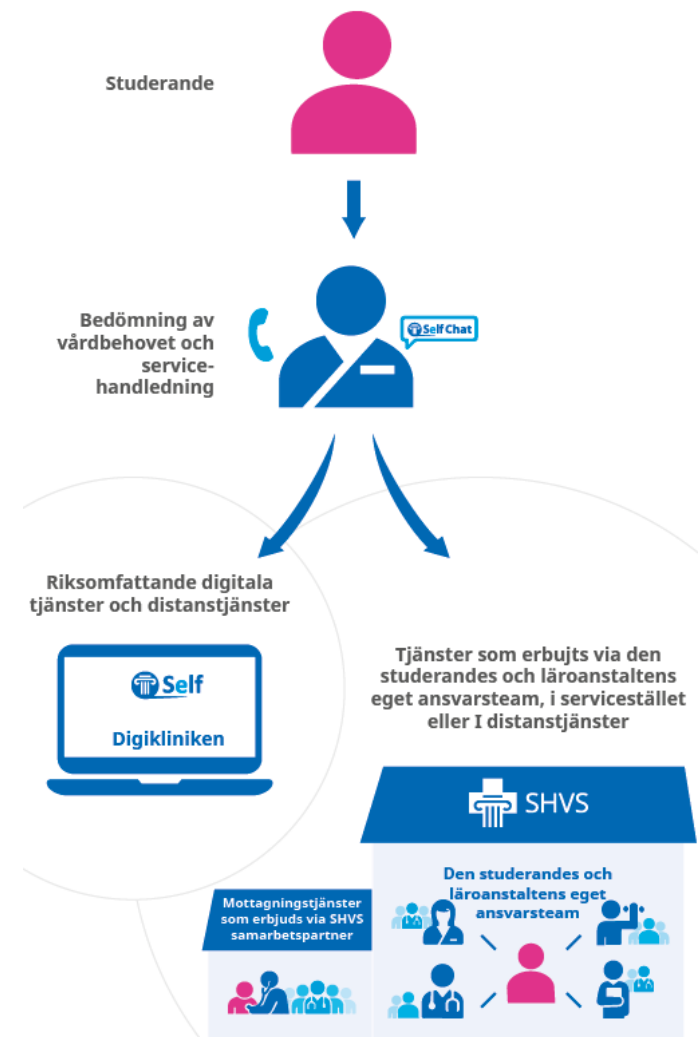 Studerande
Bedömning av
vårdbehovet och
service-
handledning
Self Chat
Riksomfattande digitala
tjänster och distanstjänster
Self
Digikliniken
Tjänster som erbujts via den
studerandes och läroanstaltens
eget ansvarsteam, i servicestället
eller I distanstjänster
SHVS
Den studerandes och
läroanstaltens eget
ansvarsteam
Mottagningstjänster
som erbjuds via SHVS
samarbetspartner